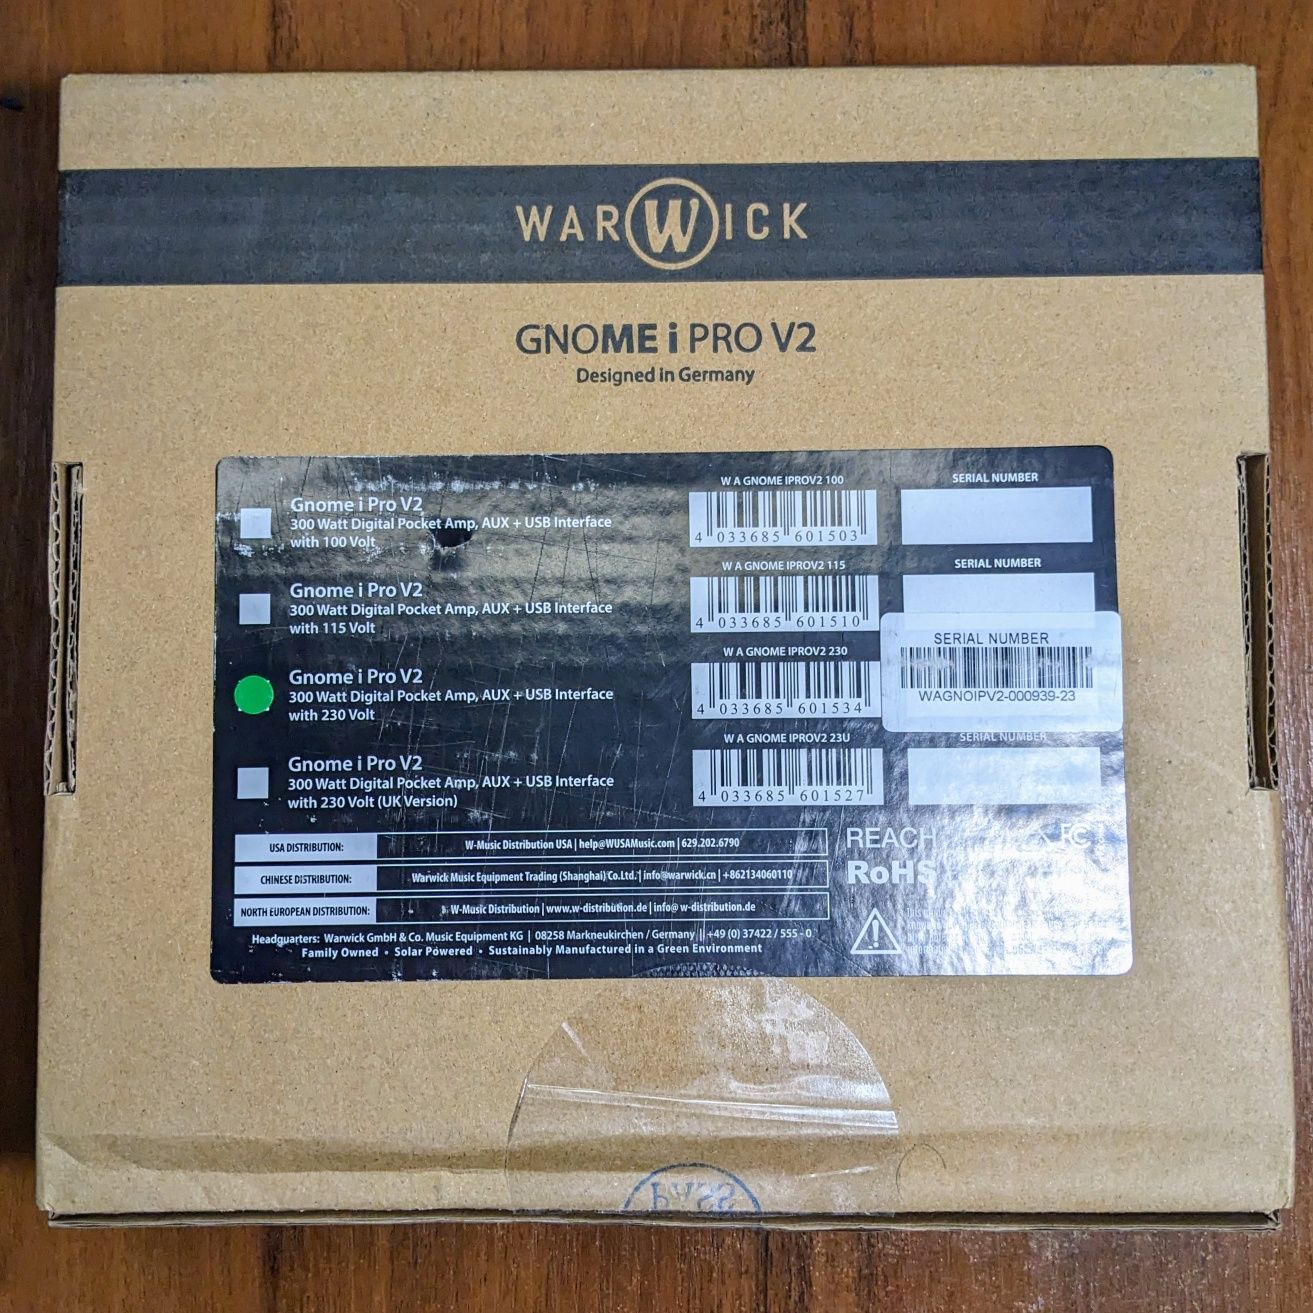 WARWICK
GNOME i PRO V2
Designed in Germany
Gnome i Pro V2
300 Watt Digital Pocket Amp, AUX + USB Interface
with 100 Volt
W A GNOME IPROV2 100
4 033685 601503
SERIAL NUMBER
Gnome i Pro V2
300 Watt Digital Pocket Amp, AUX + USB Interface
with 115 Volt
W A GNOME IPROV2 115
4 033685 601510
SERIAL NUMBER
Gnome i Pro V2
300 Watt Digital Pocket Amp, AUX + USB Interface
with 230 Volt
W A GNOME IPROV2 230
4 033685 601534
SERIAL NUMBER
WAGNOIPV2-000939-23
Gnome i Pro V2
300 Watt Digital Pocket Amp, AUX + USB Interface
with 230 Volt (UK Version)
W A GNOME IPROV2 23U
4 033685 601527
SERIAL NUMBER
USA DISTRIBUTION: W-Music Distribution USA | help@WUSAMusic.com | 629.202.6790
CHINESE DISTRIBUTION: Warwick Music Equipment Trading (Shanghai) Co.Ltd. | info@warwick.cn | +862134060110
NORTH EUROPEAN DISTRIBUTION: W-Music Distribution | www.w-distribution.de | info@ w-distribution.de
Headquarters: Warwick GmbH & Co. Music Equipment KG | 08258 Markneukirchen / Germany | +49 (0) 37422 / 555 - 0
Family Owned • Solar Powered • Sustainably Manufactured in a Green Environment
REACH
FC
RoHS
PASS